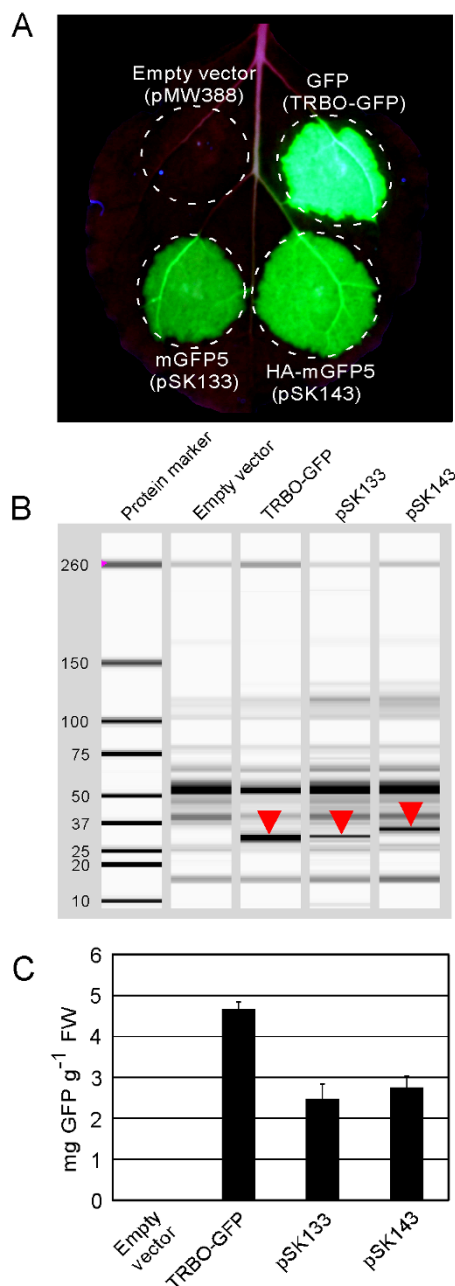 A
Empty vector
(pMW388)
GFP
(TRBO-GFP)
mGFP5
(pSK133)
HA-mGFP5
(pSK143)
B
Protein marker
Empty vector
TRBO-GFP
pSK133
pSK143
260
150
100
75
50
37
25
20
10
C
mg GFP g-1 FW
6
5
4
3
2
1
0
Empty
vector
TRBO-GFP
pSK133
pSK143